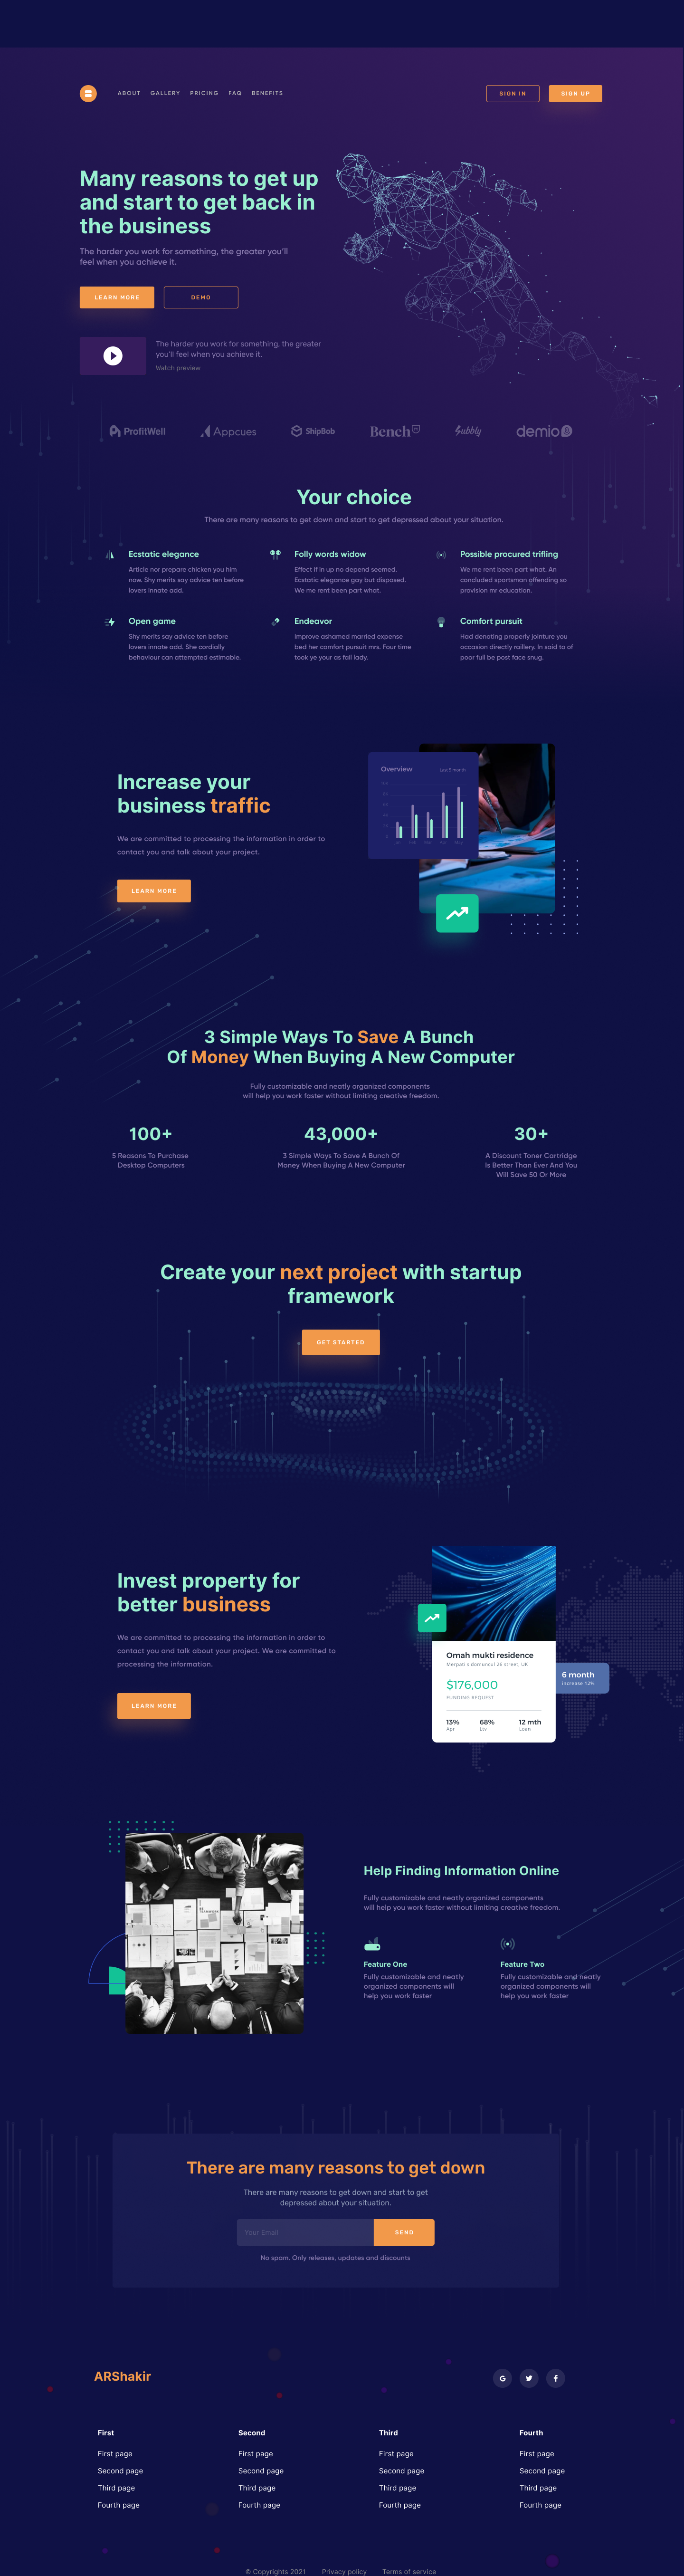 ABOUT GALLERY PRICING FAQ BENEFITS
SIGN IN
SIGN UP
Many reasons to get up
and start to get back in
the business
The harder you work for something, the greater you'll
feel when you achieve it.
LEARN MORE
DEMO
The harder you work for something, the greater
you'll feel when you achieve it.
Watch preview
ProfitWell
Appcues
ShipBob
Bench
Subbly
demio
Your choice
There are many reasons to get down and start to get depressed about your situation.
Ecstatic elegance
Article nor prepare chicken you him
now. Shy merits say advice ten before
lovers innate add.
Folly words widow
Effect if in up no depend seemed.
Ecstatic elegance gay but disposed.
We me rent been part what.
Possible procured trifling
We me rent been part what. An
concluded sportsman offending so
provision mr education.
Open game
Shy merits say advice ten before
lovers innate add. She cordially
behaviour can attempted estimable.
Endeavor
Improve ashamed married expense
bed her comfort pursuit mrs. Four time
took ye your as fail lady.
Comfort pursuit
Had denoting properly jointure you
occasion directly raillery. In said to of
poor full be post face snug.
Increase your
business traffic
We are committed to processing the information in order to
contact you and talk about your project.
LEARN MORE
Overview
Last 5 month
3 Simple Ways To Save A Bunch
Of Money When Buying A New Computer
Fully customizable and neatly organized components
will help you work faster without limiting creative freedom.
100+
5 Reasons To Purchase
Desktop Computers
43,000+
3 Simple Ways To Save A Bunch Of
Money When Buying A New Computer
30+
A Discount Toner Cartridge
Is Better Than Ever And You
Will Save 50 Or More
Create your next project with startup
framework
GET STARTED
Invest property for
better business
We are committed to processing the information in order to
contact you and talk about your project. We are committed to
processing the information.
LEARN MORE
Omah mukti residence
Merpati indomuncul 26 street, UK
$176,000
FUNDING REQUEST
13%
Apr
68%
Ltv
12 mth
Loan
6 month
increase 12%
Help Finding Information Online
Fully customizable and neatly organized components
will help you work faster without limiting creative freedom.
Feature One
Fully customizable and neatly
organized components will
help you work faster
Feature Two
Fully customizable and neatly
organized components will
help you work faster
There are many reasons to get down
There are many reasons to get down and start to get
depressed about your situation.
Your Email
SEND
No spam. Only releases, updates and discounts
ARShakir
First
First page
Second page
Third page
Fourth page
Second
First page
Second page
Third page
Fourth page
Third
First page
Second page
Third page
Fourth page
Fourth
First page
Second page
Third page
Fourth page
© Copyrights 2021 Privacy policy Terms of service